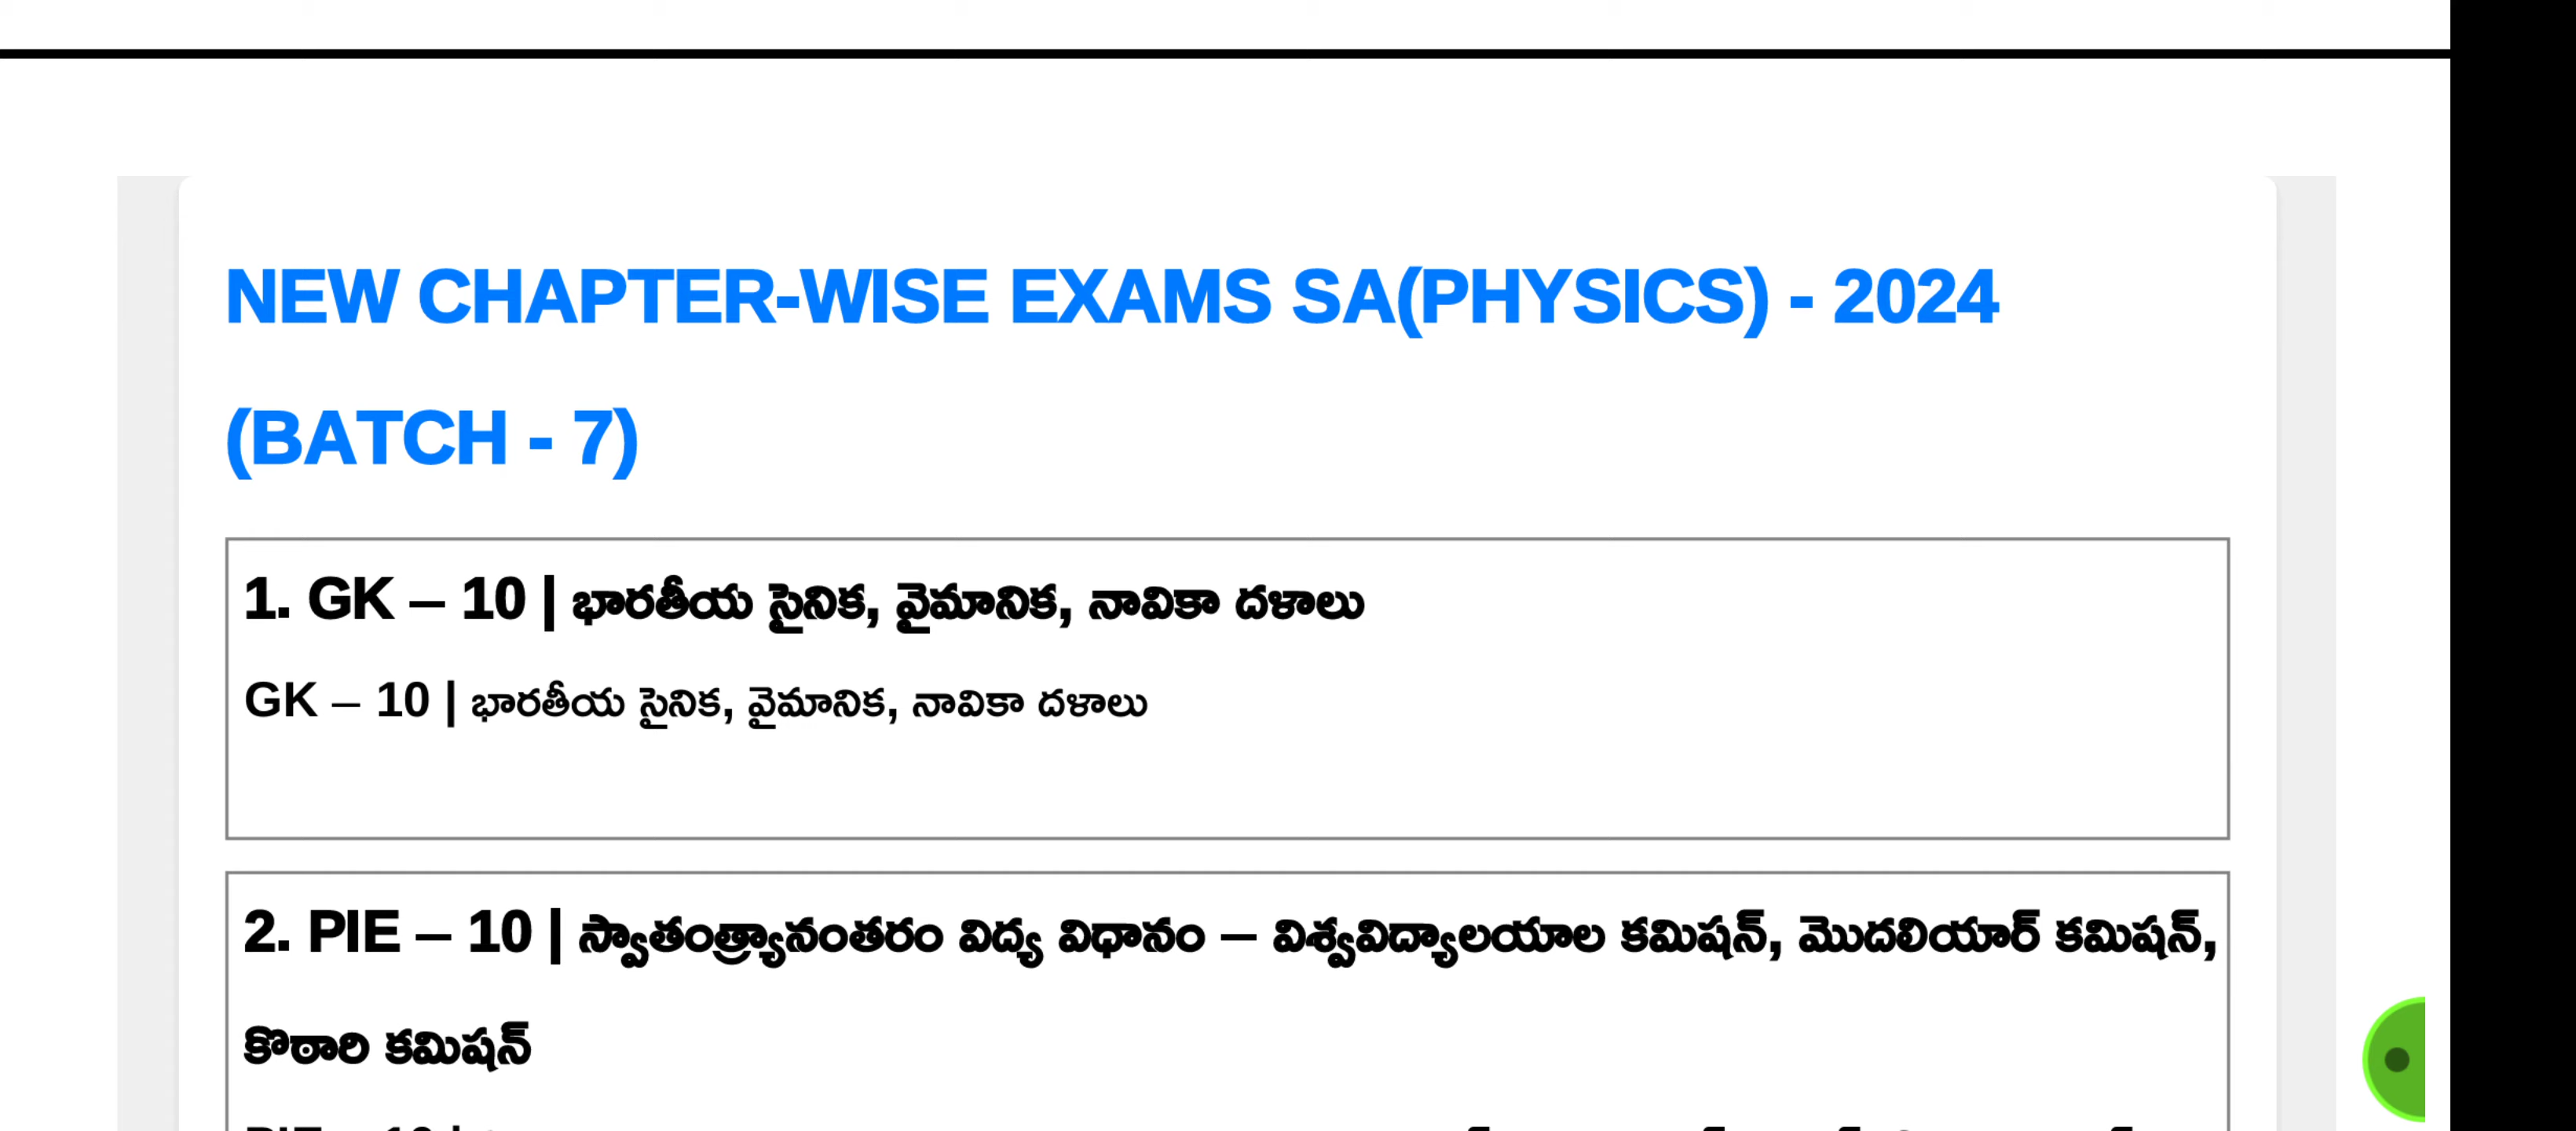 NEW CHAPTER-WISE EXAMS SA(PHYSICS) - 2024
(BATCH - 7)
1. GK – 10 | భారతీయ సైనిక, వైమానిక, నావికా దళాలు
GK – 10 | భారతీయ సైనిక, వైమానిక, నావికా దళాలు
2. PIE – 10 | స్వాతంత్ర్యానంతరం విద్య విధానం – విశ్వవిద్యాలయాల కమిషన్, మొదలియార్ కమిషన్,
కొఠారి కమిషన్